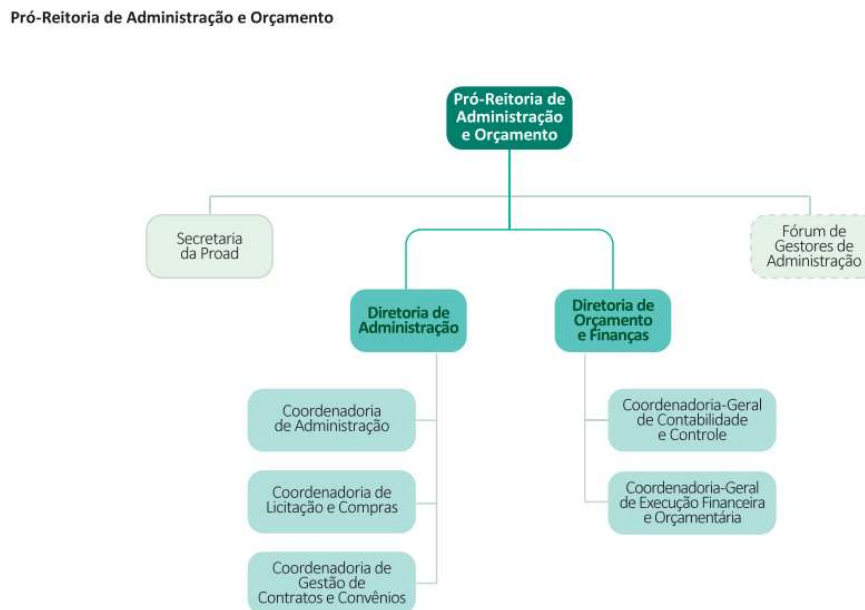 Pró-Reitoria de Administração e Orçamento
Pró-Reitoria de
Administração
e Orçamento
Secretaria
da Proad
Fórum de
Gestores de
Administração
Diretoria de
Administração
Diretoria de
Orçamento
e Finanças
Coordenadoria
de Administração
Coordenadoria de
Licitação e Compras
Coordenadoria de
Gestão de
Contratos e Convênios
Coordenadoria-Geral
de Contabilidade
e Controle
Coordenadoria-Geral
de Execução Financeira
e Orçamentária